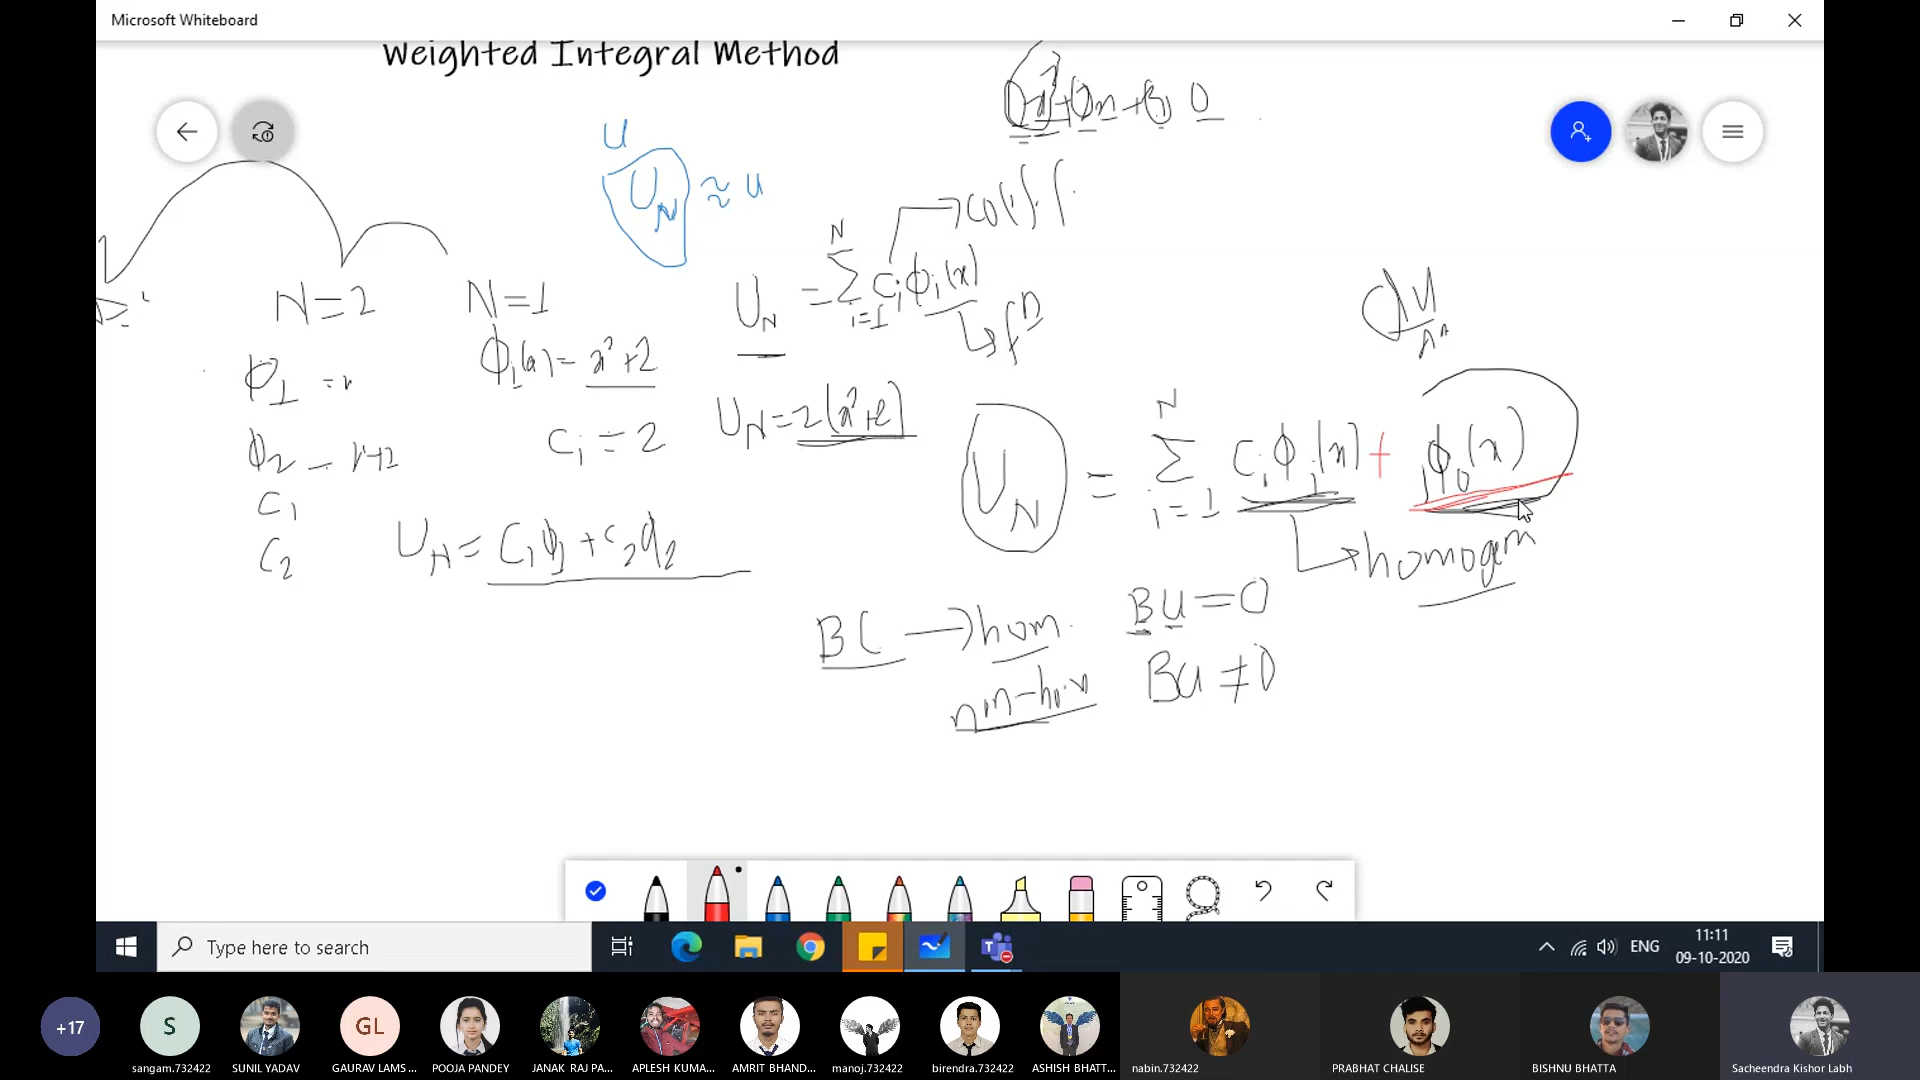 Microsoft Whiteboard
Weighted Integral Method
U
U_N ≈ u
N=2
N=1
U_N = Σ_{i=1}^{N} c_i ϕ_i(x)
ϕ_1
ϕ_1(x) = x²+2
ϕ_2
c_i = 2
U_N = 2(x²+2)
C_1
C_2
U_N = C_1ϕ_1 + C_2ϕ_2
U_N = Σ_{i=1}^{N} C_i ϕ_i(x) + ϕ_0(x)
homogen
BC → hom.
Bu = 0
non-hom
Bu ≠ 0
Type here to search
ENG
11:11
09-10-2020
+17
S
GL
sangam.732422
SUNIL YADAV
GAURAV LAMS...
POOJA PANDEY
JANAK RAJ PA...
APLESH KUMA...
AMRIT BHAND...
manoj.732422
birendra.732422
ASHISH BHATT...
nabin.732422
PRABHAT CHALISE
BISHNU BHATTA
Sacheendra Kishor Labh